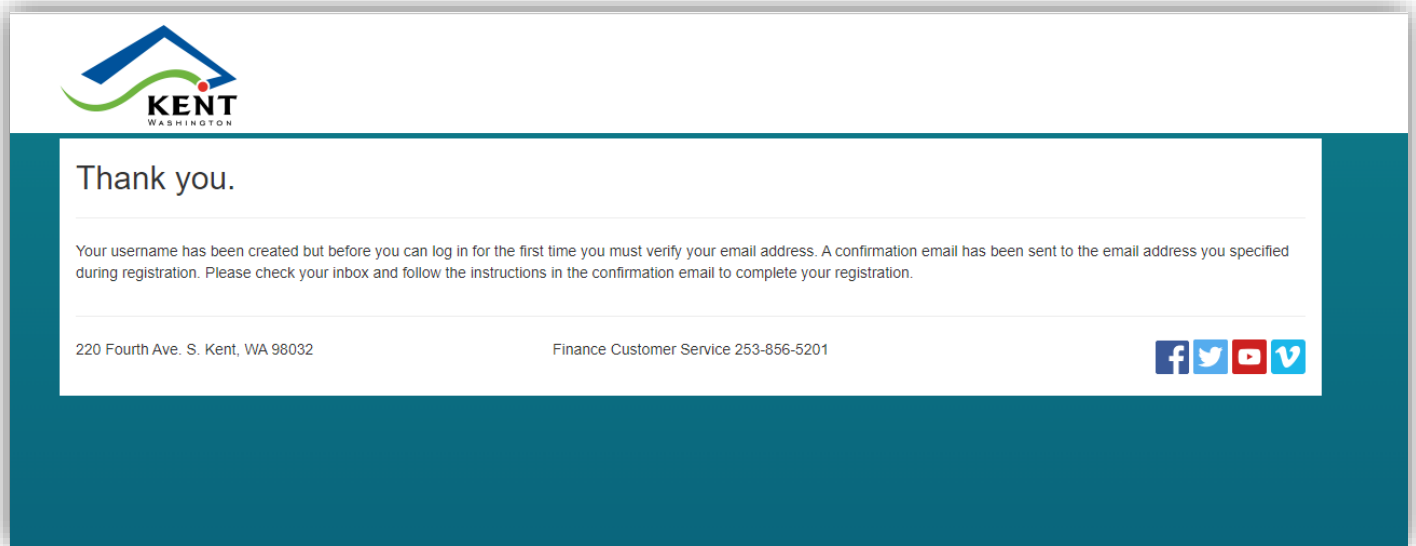 KENT
WASHINGTON
Thank you.
Your username has been created but before you can log in for the first time you must verify your email address. A confirmation email has been sent to the email address you specified
during registration. Please check your inbox and follow the instructions in the confirmation email to complete your registration.
220 Fourth Ave. S. Kent, WA 98032
Finance Customer Service 253-856-5201